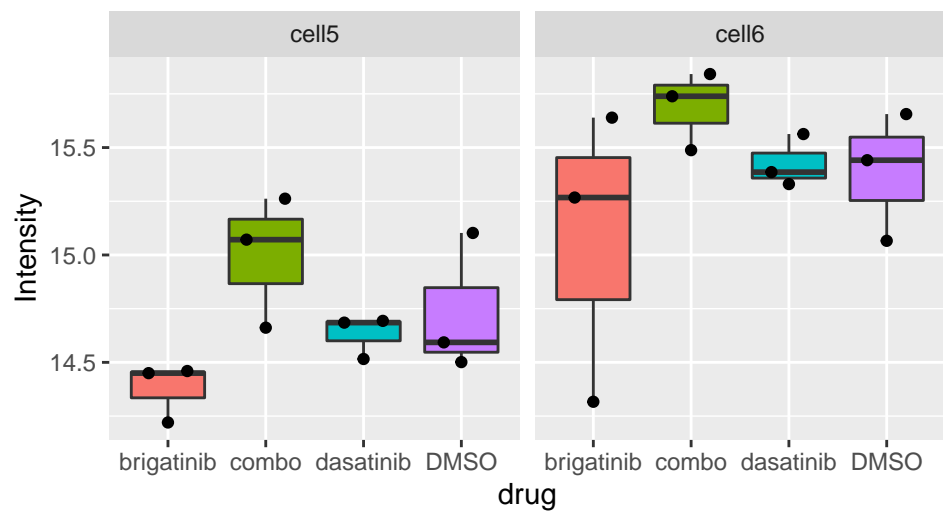 cell5 cell6
Intensity
15.5
15.0
14.5
brigatinib combo dasatinib DMSO brigatinib combo dasatinib DMSO
drug